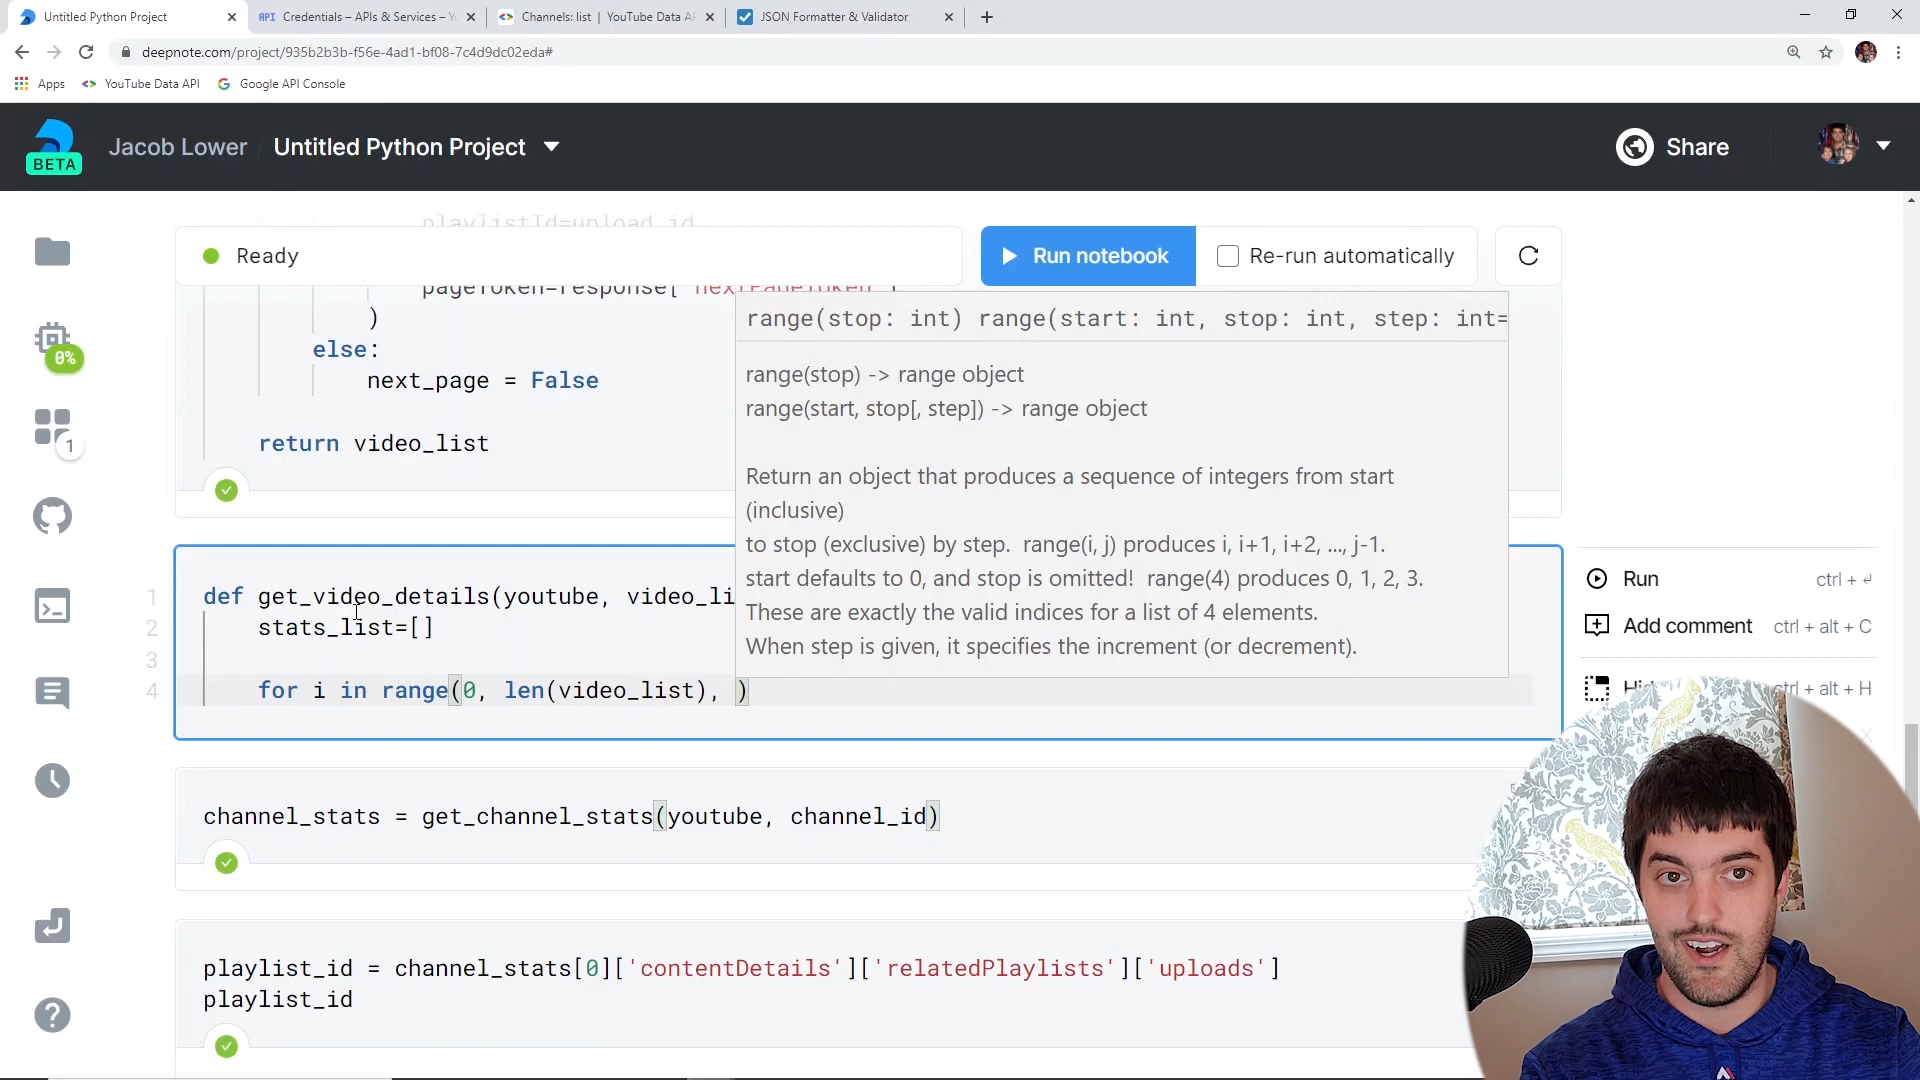 Untitled Python Project
API Credentials – APIs & Services – Y
Channels: list | YouTube Data A
JSON Formatter & Validator
deepnote.com/project/935b2b3b-f56e-4ad1-bf08-7c4d9dc02eda#
Apps
YouTube Data API
Google API Console
BETA
Jacob Lower / Untitled Python Project
Share
playlistId=upload_id
Ready
Run notebook
Re-run automatically
pageToken=response['nextPageToken']
)
else:
next_page = False
return video_list
range(stop: int) range(start: int, stop: int, step: int=
range(stop) -> range object
range(start, stop[, step]) -> range object
Return an object that produces a sequence of integers from start
(inclusive)
to stop (exclusive) by step. range(i, j) produces i, i+1, i+2, ..., j-1.
start defaults to 0, and stop is omitted! range(4) produces 0, 1, 2, 3.
These are exactly the valid indices for a list of 4 elements.
When step is given, it specifies the increment (or decrement).
0%
1
1 def get_video_details(youtube, video_li
2 stats_list=[]
3
4 for i in range(0, len(video_list), )
Run ctrl + ⏎
Add comment ctrl + alt + C
ctrl + alt + H
channel_stats = get_channel_stats(youtube, channel_id)
playlist_id = channel_stats[0]['contentDetails']['relatedPlaylists']['uploads']
playlist_id